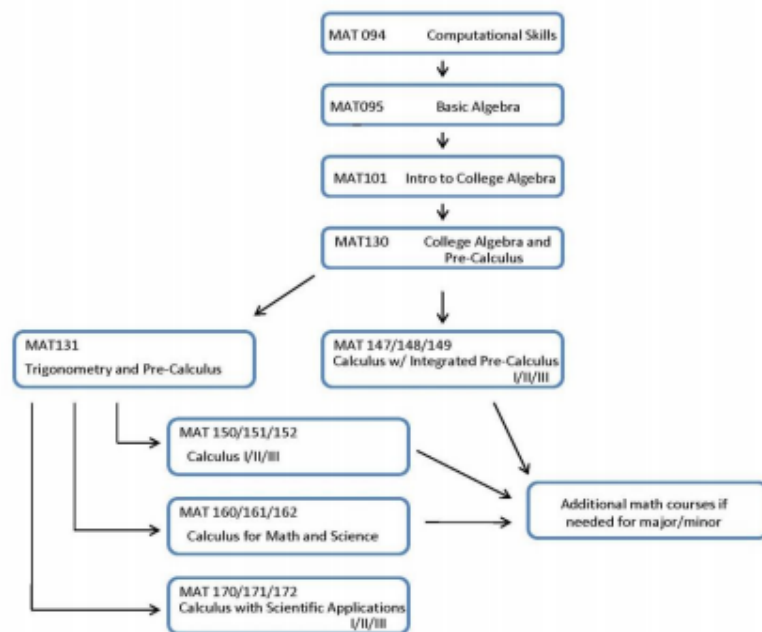 MAT 094 Computational Skills
MAT095 Basic Algebra
MAT101 Intro to College Algebra
MAT130 College Algebra and
Pre-Calculus
MAT131
Trigonometry and Pre-Calculus
MAT 147/148/149
Calculus w/ Integrated Pre-Calculus
I/II/III
MAT 150/151/152
Calculus I/II/III
MAT 160/161/162
Calculus for Math and Science
Additional math courses if
needed for major/minor
MAT 170/171/172
Calculus with Scientific Applications
I/II/III